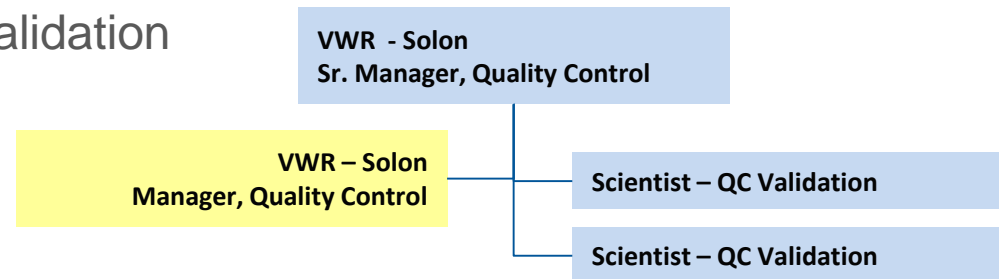 alidation
VWR  - Solon
Sr. Manager, Quality Control
VWR – Solon
Manager, Quality Control
Scientist – QC Validation
Scientist – QC Validation